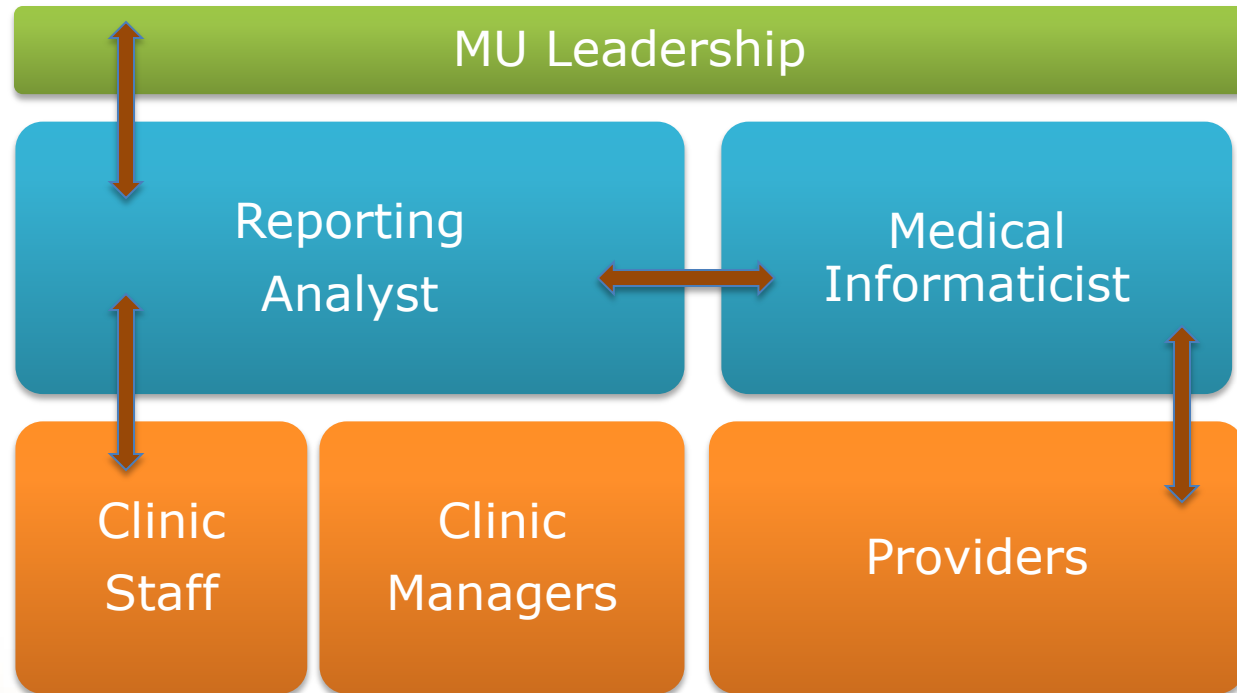 MU Leadership
Reporting
Analyst
Medical
Informaticist
Clinic
Staff
Clinic
Managers
Providers